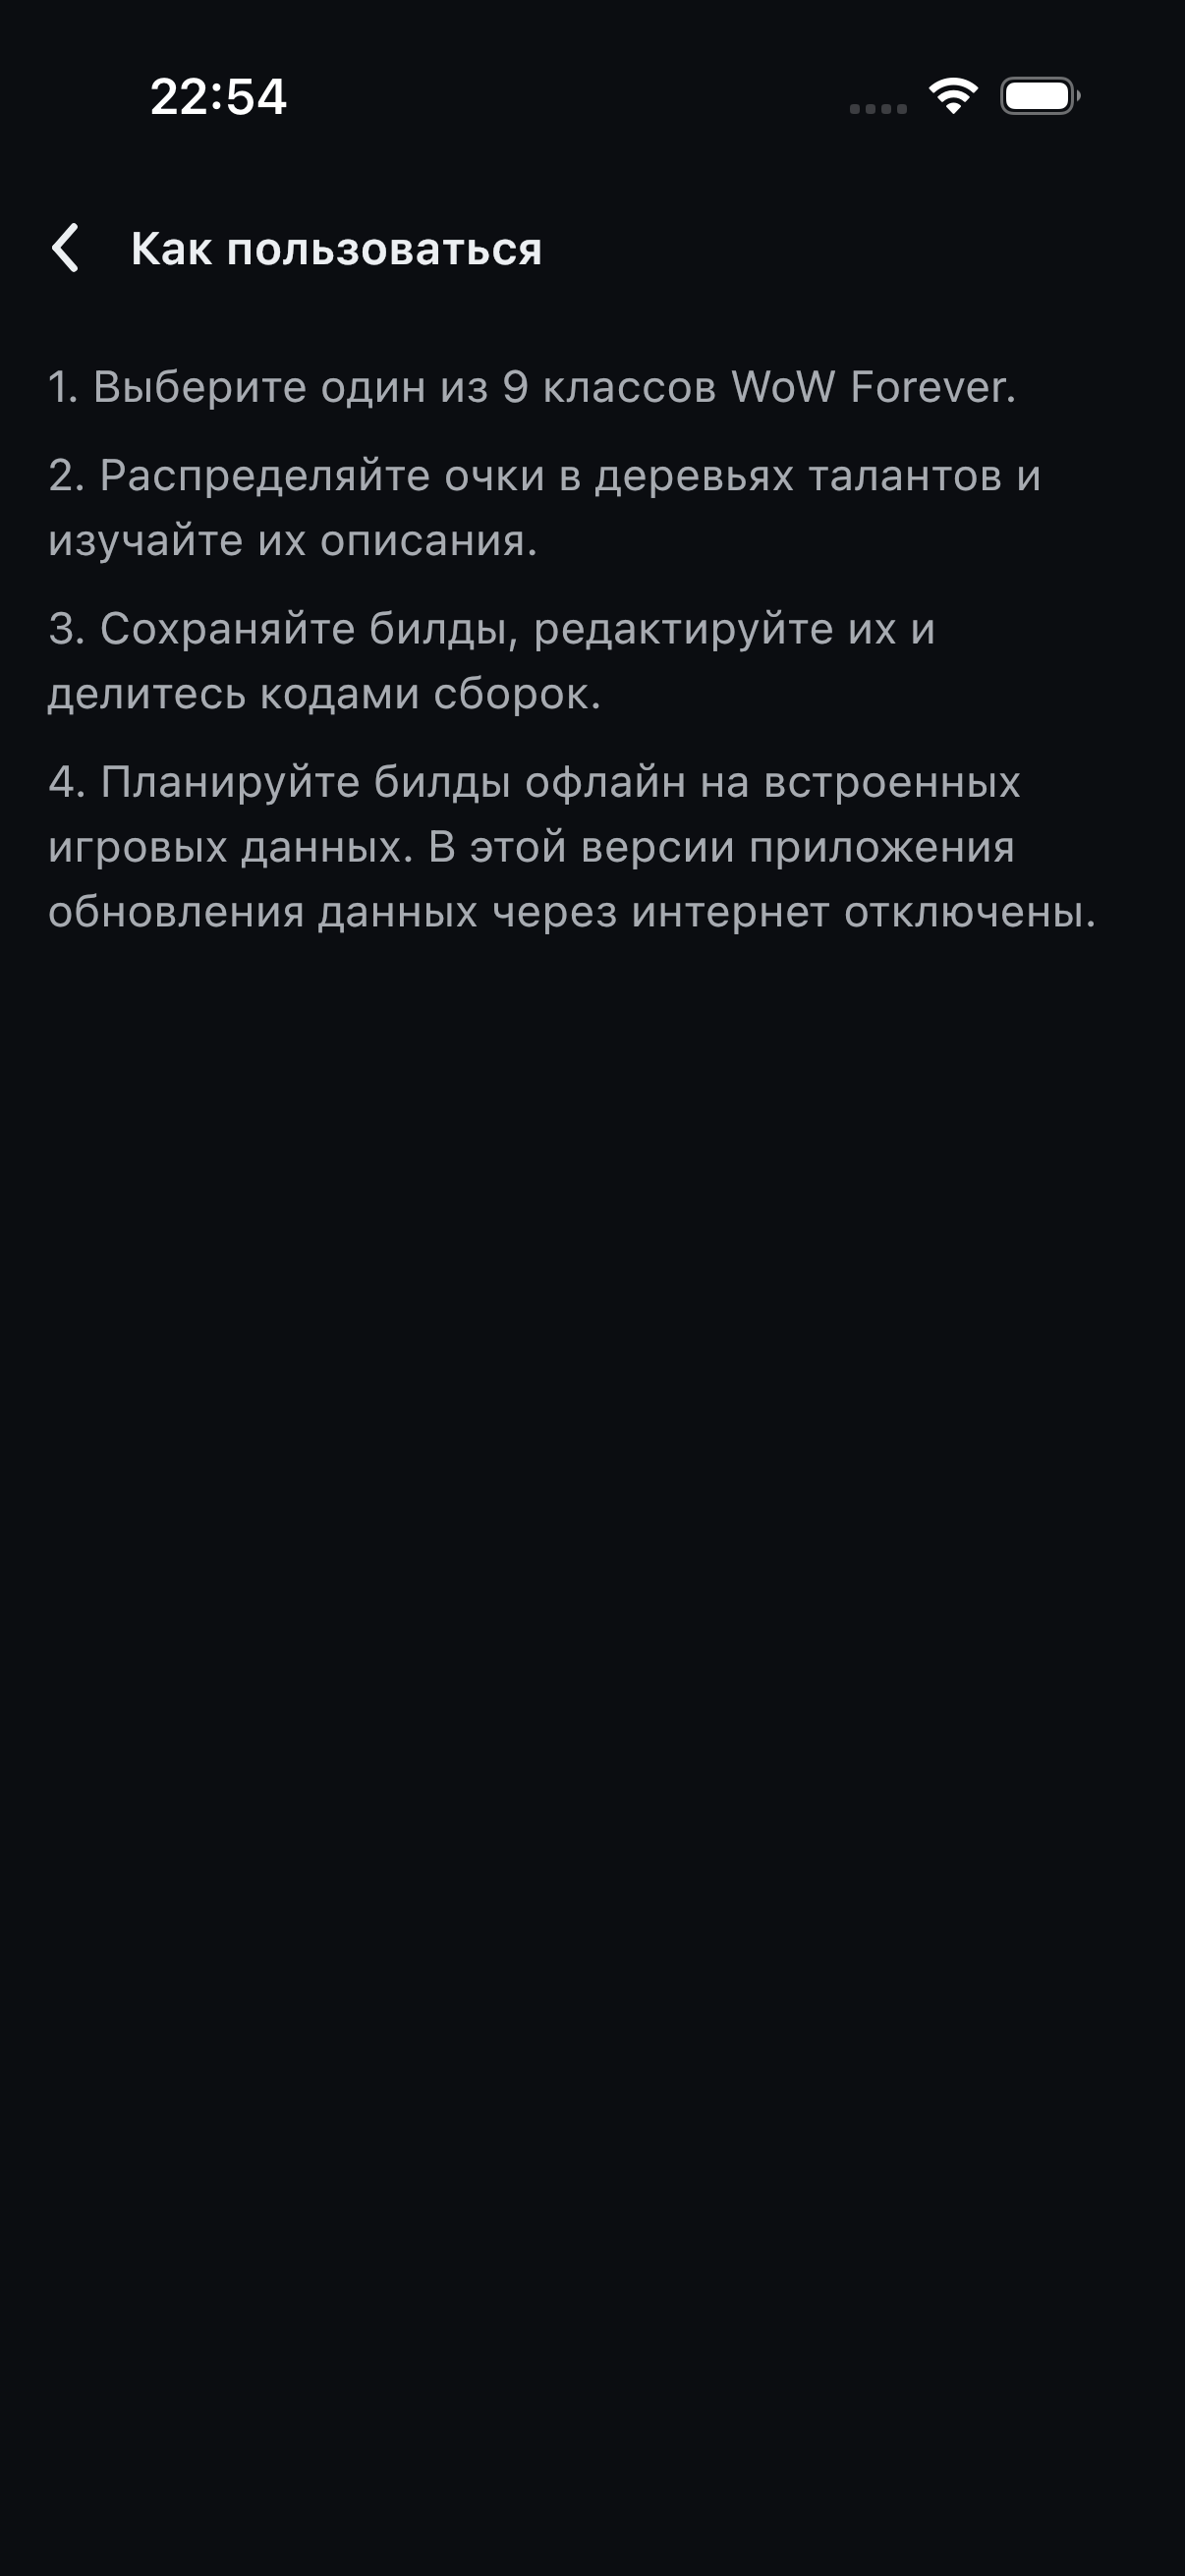 22:54
Как пользоваться
1. Выберите один из 9 классов WoW Forever.
2. Распределяйте очки в деревьях талантов и
изучайте их описания.
3. Сохраняйте билды, редактируйте их и
делитесь кодами сборок.
4. Планируйте билды офлайн на встроенных
игровых данных. В этой версии приложения
обновления данных через интернет отключены.